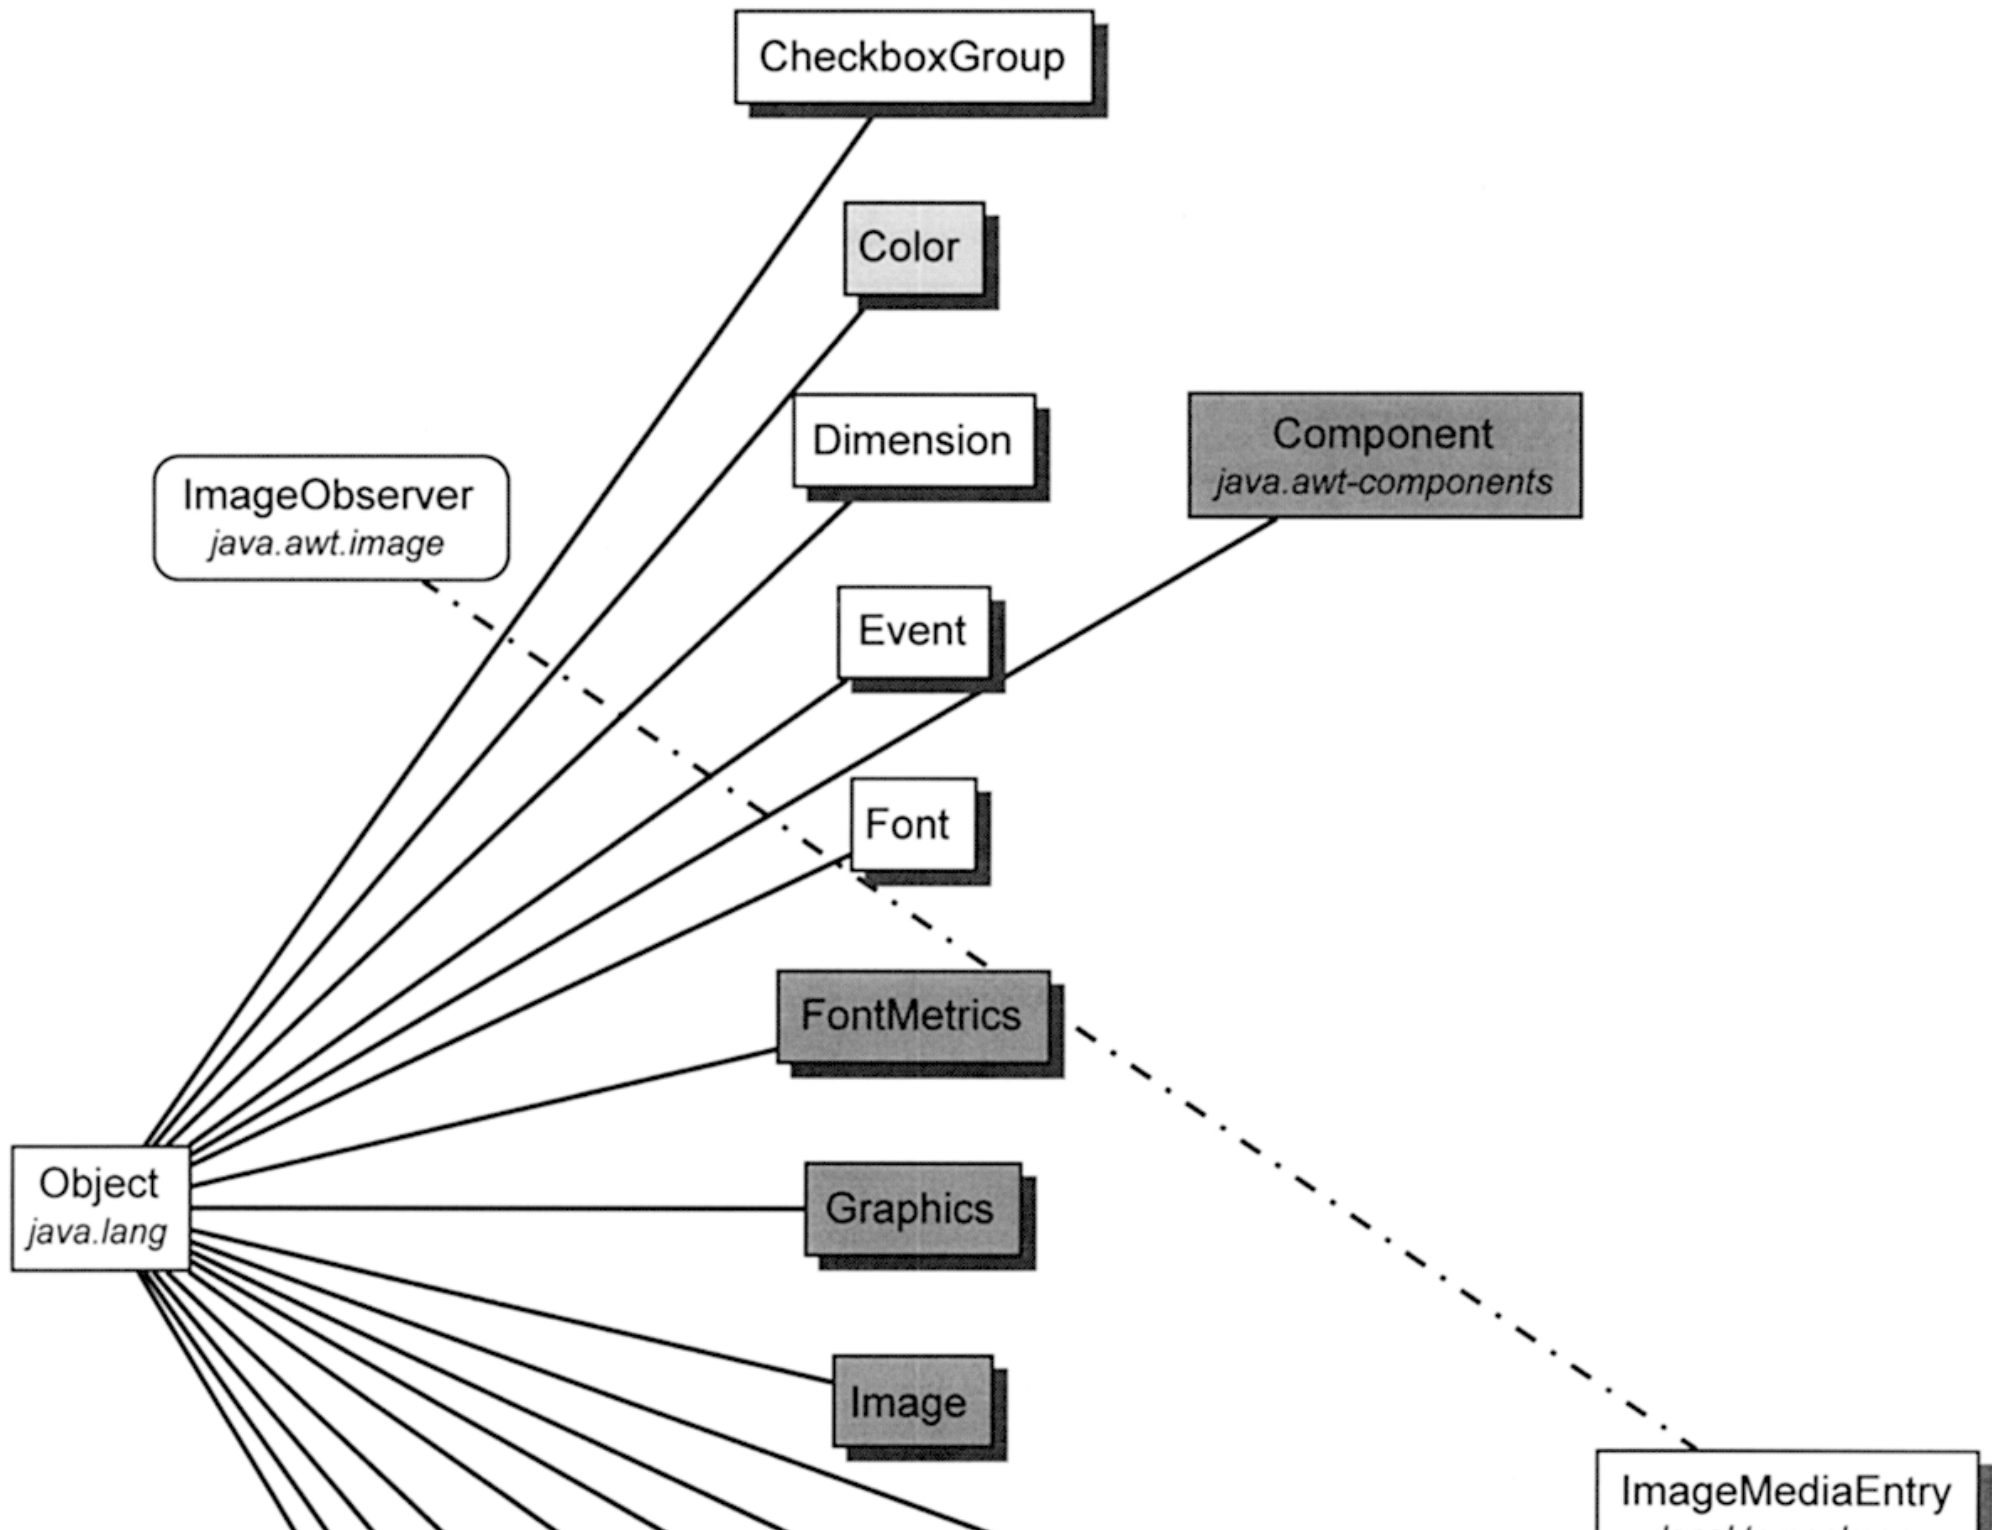 CheckboxGroup
Color
Dimension
Component
java.awt-components
ImageObserver
java.awt.image
Event
Font
FontMetrics
Object
java.lang
Graphics
Image
ImageMediaEntry